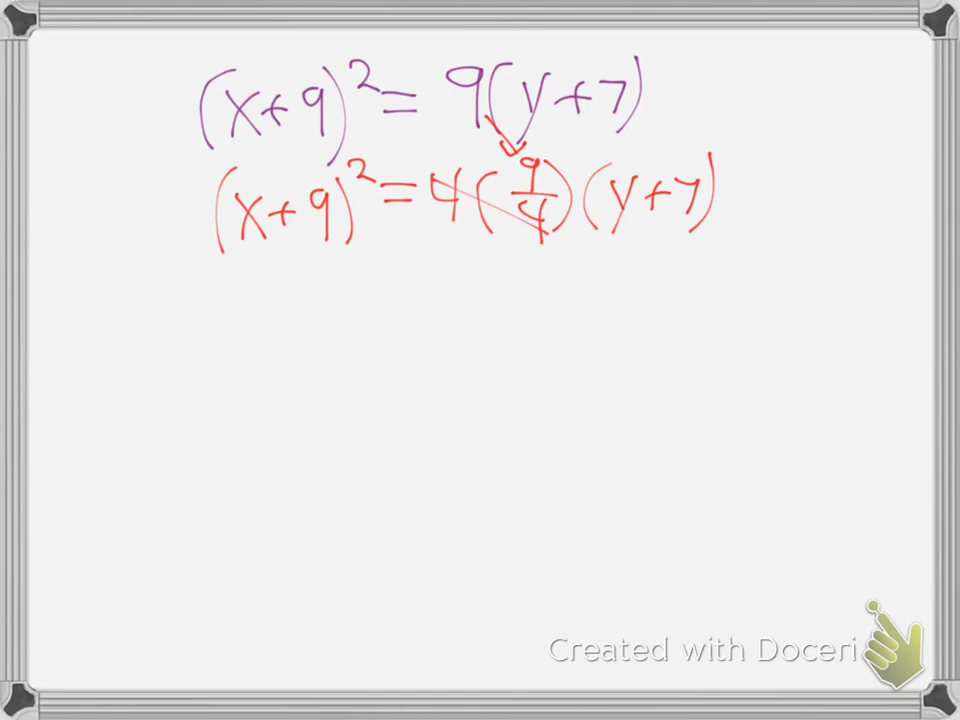 (x+9)² = 9(y+7)
(x+9)² = 4(9/4)(y+7)
Created with Doceri